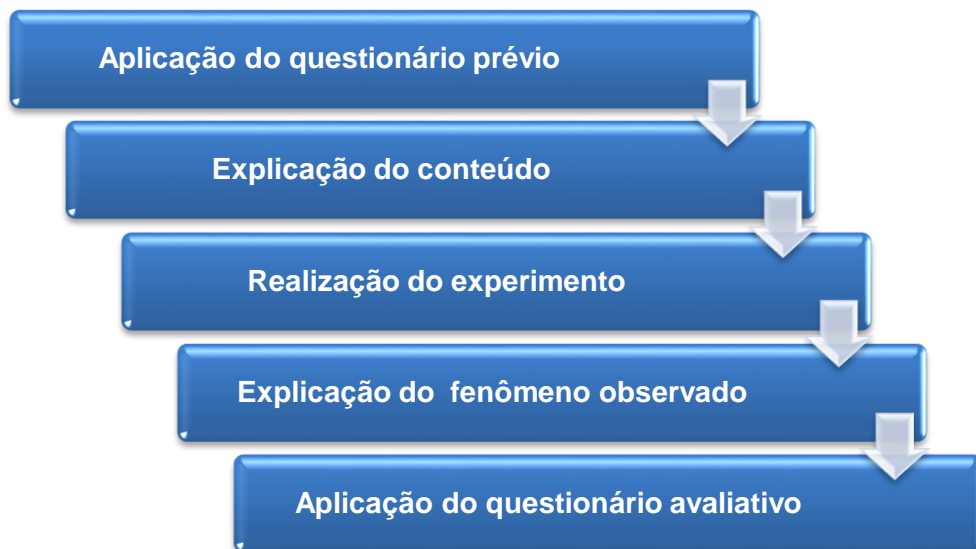 Aplicação do questionário prévio
Explicação do conteúdo
Realização do experimento
Explicação do  fenômeno observado
Aplicação do questionário avaliativo